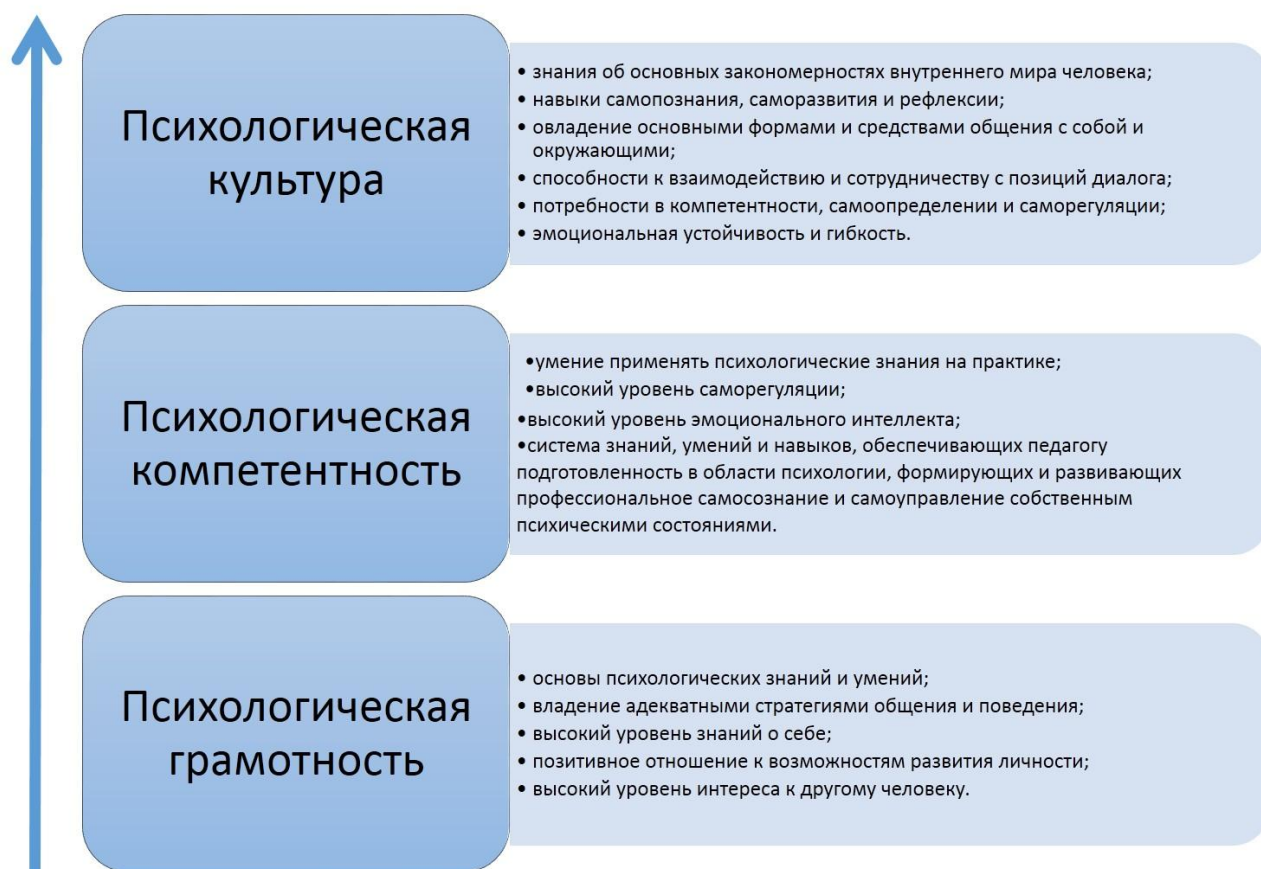 Психологическая
культура
• знания об основных закономерностях внутреннего мира человека;
• навыки самопознания, саморазвития и рефлексии;
• овладение основными формами и средствами общения с собой и
окружающими;
• способности к взаимодействию и сотрудничеству с позиций диалога;
• потребности в компетентности, самоопределении и саморегуляции;
• эмоциональная устойчивость и гибкость.
Психологическая
компетентность
•умение применять психологические знания на практике;
•высокий уровень саморегуляции;
•высокий уровень эмоционального интеллекта;
•система знаний, умений и навыков, обеспечивающих педагогу
подготовленность в области психологии, формирующих и развивающих
профессиональное самосознание и самоуправление собственным
психическими состояниями.
Психологическая
грамотность
• основы психологических знаний и умений;
• владение адекватными стратегиями общения и поведения;
• высокий уровень знаний о себе;
• позитивное отношение к возможностям развития личности;
• высокий уровень интереса к другому человеку.